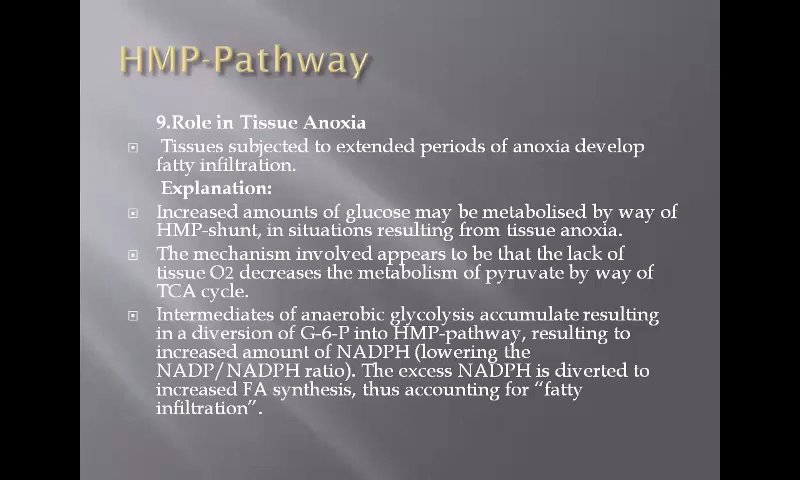 HMP-Pathway
9.Role in Tissue Anoxia
Tissues subjected to extended periods of anoxia develop
fatty infiltration.
Explanation:
Increased amounts of glucose may be metabolised by way of
HMP-shunt, in situations resulting from tissue anoxia.
The mechanism involved appears to be that the lack of
tissue O2 decreases the metabolism of pyruvate by way of
TCA cycle.
Intermediates of anaerobic glycolysis accumulate resulting
in a diversion of G-6-P into HMP-pathway, resulting to
increased amount of NADPH (lowering the
NADP/NADPH ratio). The excess NADPH is diverted to
increased FA synthesis, thus accounting for “fatty
infiltration”.